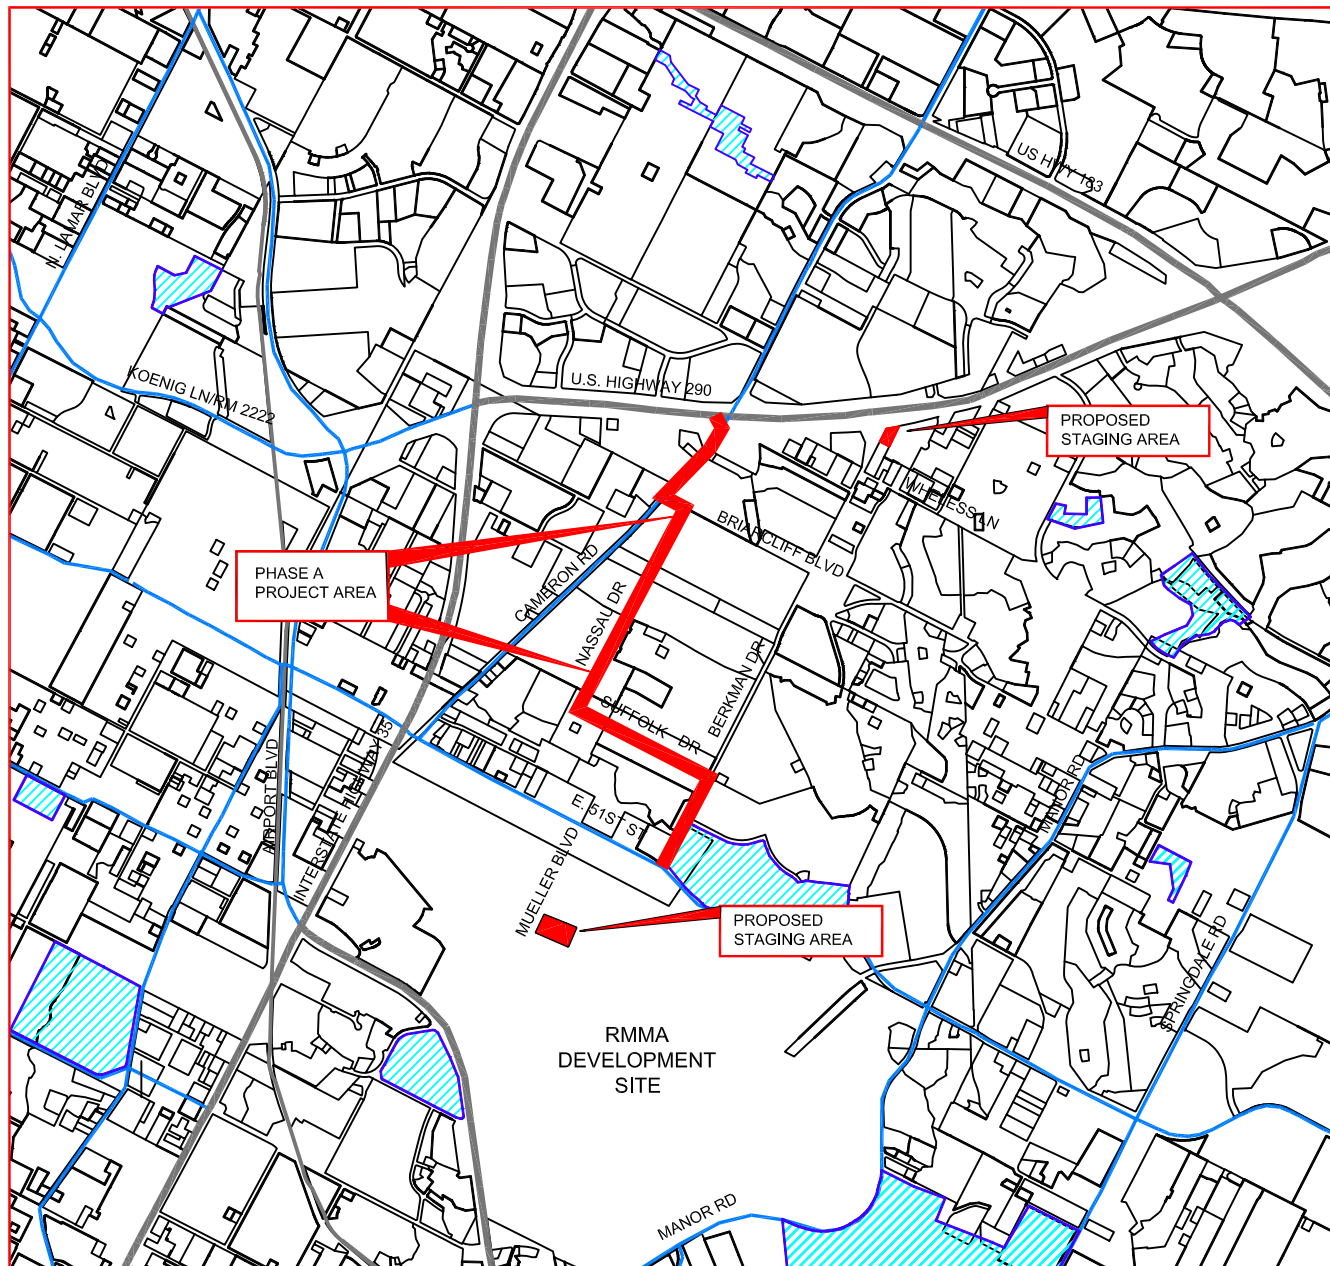 US HWY 183
N. LAMAR BLVD
KOENIG LN/RM 2222
U.S. HIGHWAY 290
PROPOSED
STAGING AREA
WHELESS LN
BRIARCLIFF BLVD
PHASE A
PROJECT AREA
CAMERON RD
NASSAU DR
BERKMAN DR
SUFFOLK DR
AIRPORT BLVD
INTERSTATE HIGHWAY 35
E. 51ST ST
MUELLER BLVD
MANOR RD
PROPOSED
STAGING AREA
SPRINGDALE RD
RMMA
DEVELOPMENT
SITE
MANOR RD